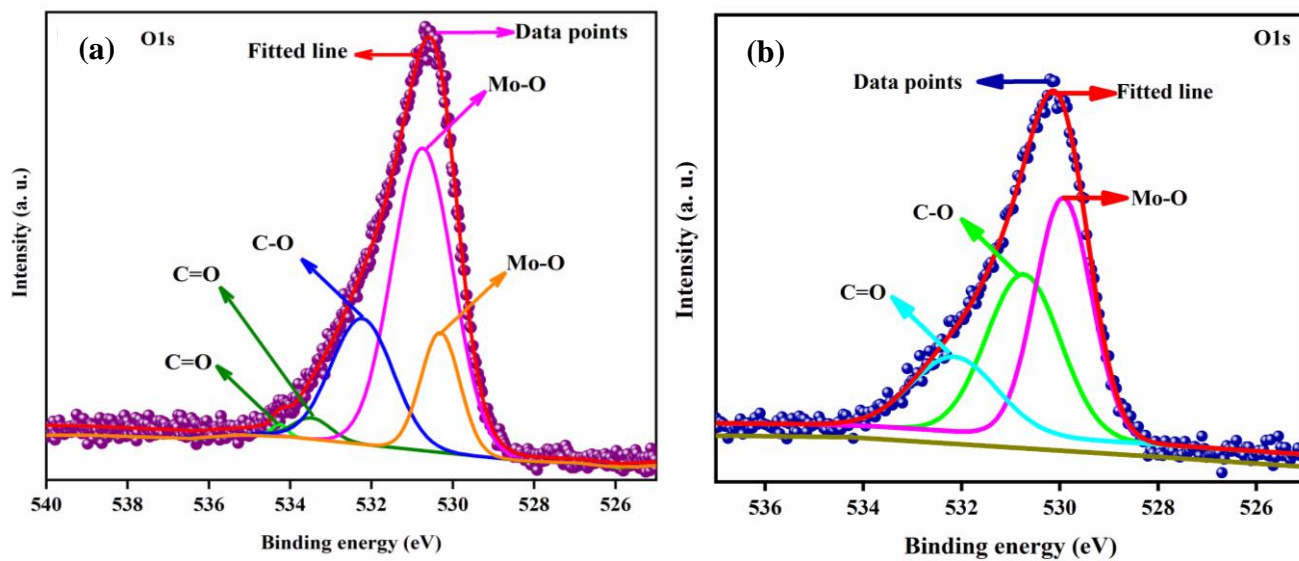 (a)
O1s
Data points
Fitted line
Mo-O
C-O
Mo-O
C=O
C=O
Intensity (a. u.)
540 538 536 534 532 530 528 526
Binding energy (eV)
(b)
O1s
Data points
Fitted line
Mo-O
C-O
C=O
Intensity (a. u.)
536 534 532 530 528 526
Binding energy (eV)